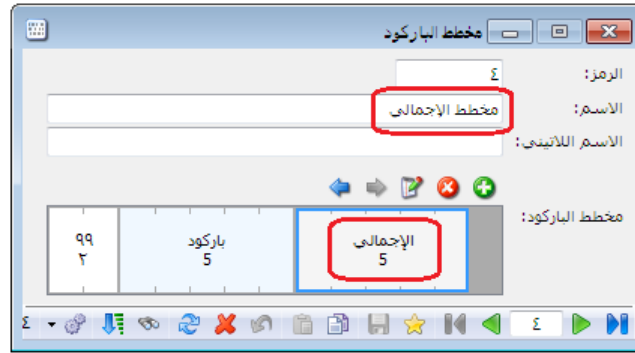 مخطط الباركود
الرمز: ٤
الاسم: مخطط الإجمالي
الاسم اللاتيني:
مخطط الباركود:
الإجمالي باركود ٩٩
5 5 ٢
٤ ٤